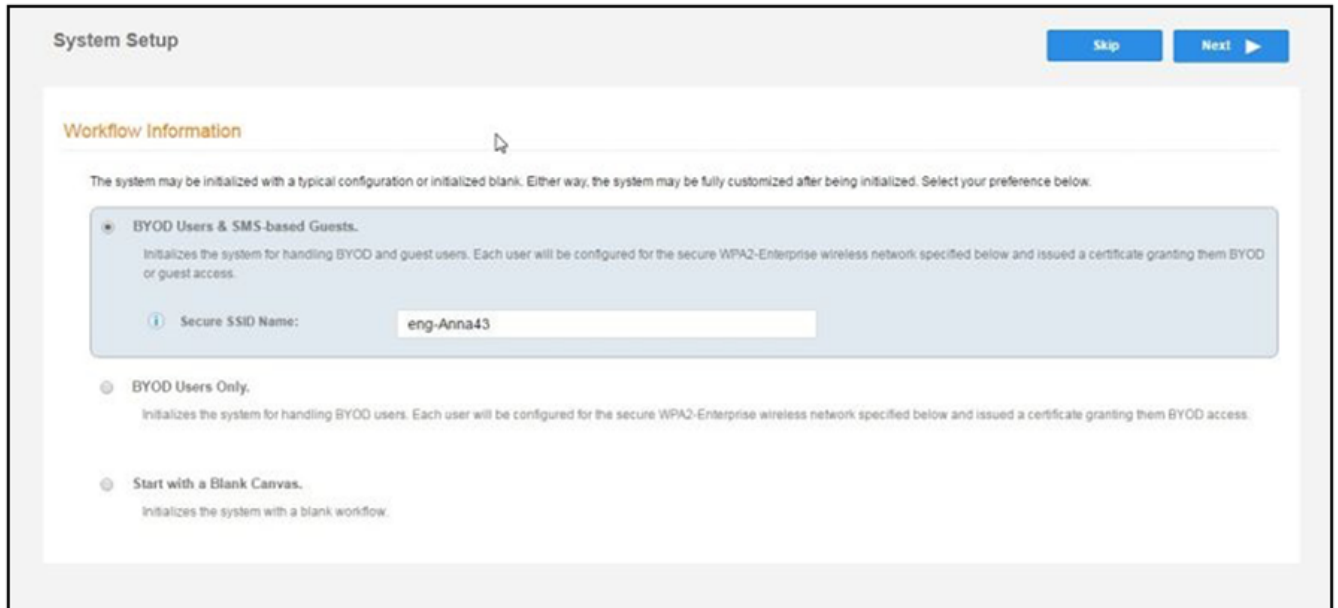 System Setup
Skip
Next
Workflow Information
The system may be initialized with a typical configuration or initialized blank. Either way, the system may be fully customized after being initialized. Select your preference below.
BYOD Users & SMS-based Guests.
Initializes the system for handling BYOD and guest users. Each user will be configured for the secure WPA2-Enterprise wireless network specified below and issued a certificate granting them BYOD
or guest access.
Secure SSID Name:
eng-Anna43
BYOD Users Only.
Initializes the system for handling BYOD users. Each user will be configured for the secure WPA2-Enterprise wireless network specified below and issued a certificate granting them BYOD access.
Start with a Blank Canvas.
Initializes the system with a blank workflow.